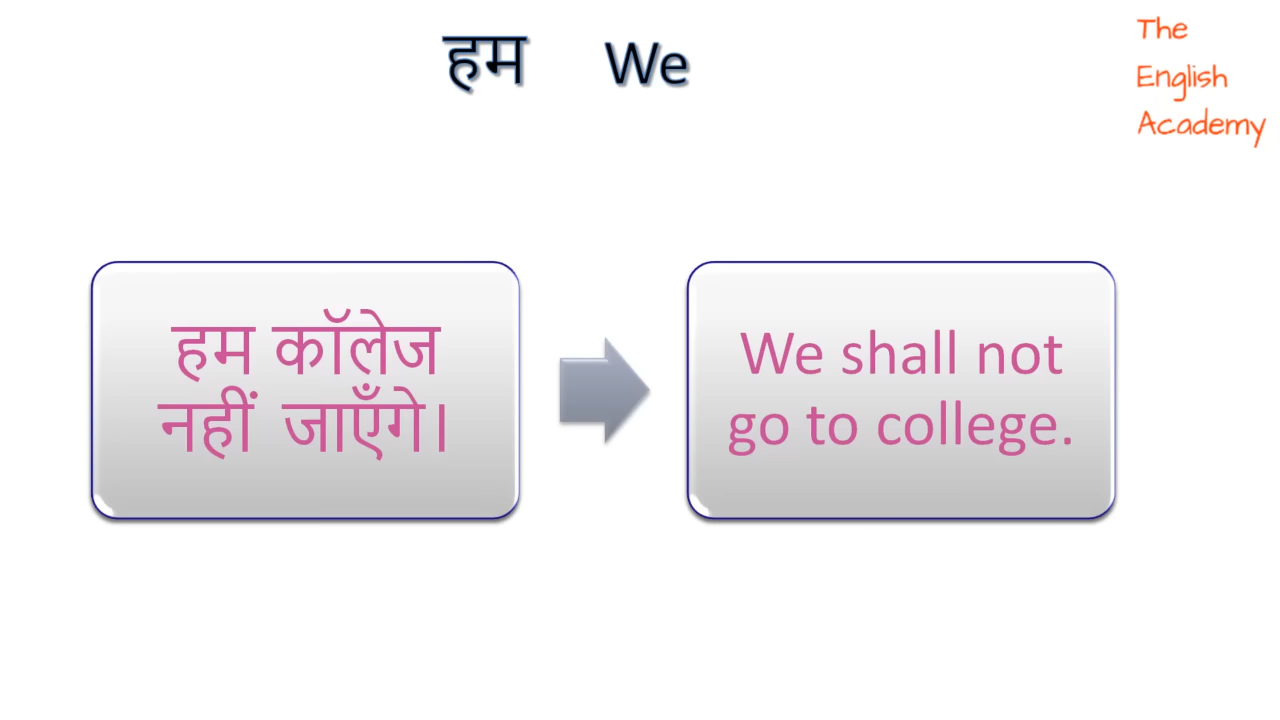 हम We
The
English
Academy
हम कॉलेज
नहीं जाएँगे।
We shall not
go to college.